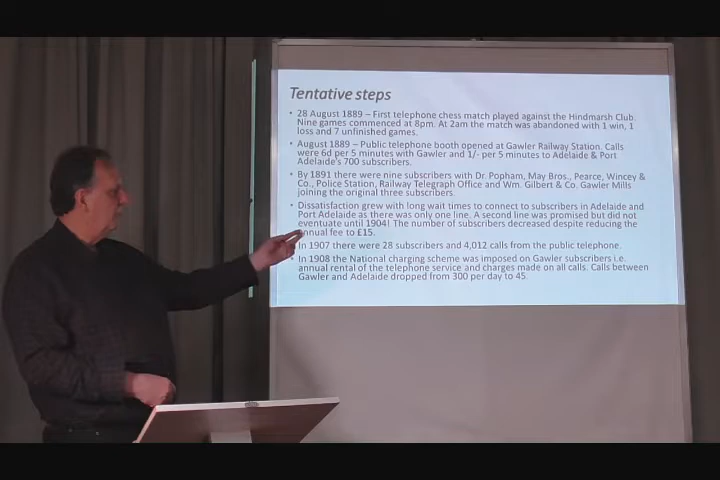 Tentative steps
• 28 August 1889 – First telephone chess match played against the Hindmarsh Club.
Nine games commenced at 8pm. At 2am the match was abandoned with 1 win, 1
loss and 7 unfinished games.
• August 1889 – Public telephone booth opened at Gawler Railway Station. Calls
were 6d per 5 minutes with Gawler and 1/- per 5 minutes to Adelaide & Port
Adelaide's 700 subscribers.
• By 1891 there were nine subscribers with Dr. Popham, May Bros., Pearce, Wincey &
Co., Police Station, Railway Telegraph Office and Wm. Gilbert & Co. Gawler Mills
joining the original three subscribers.
• Dissatisfaction grew with long wait times to connect to subscribers in Adelaide and
Port Adelaide as there was only one line. A second line was promised but did not
eventuate until 1904! The number of subscribers decreased despite reducing the
annual fee to £15.
In 1907 there were 28 subscribers and 4,012 calls from the public telephone.
• In 1908 the National charging scheme was imposed on Gawler subscribers i.e.
annual rental of the telephone service and charges made on all calls. Calls between
Gawler and Adelaide dropped from 300 per day to 45.